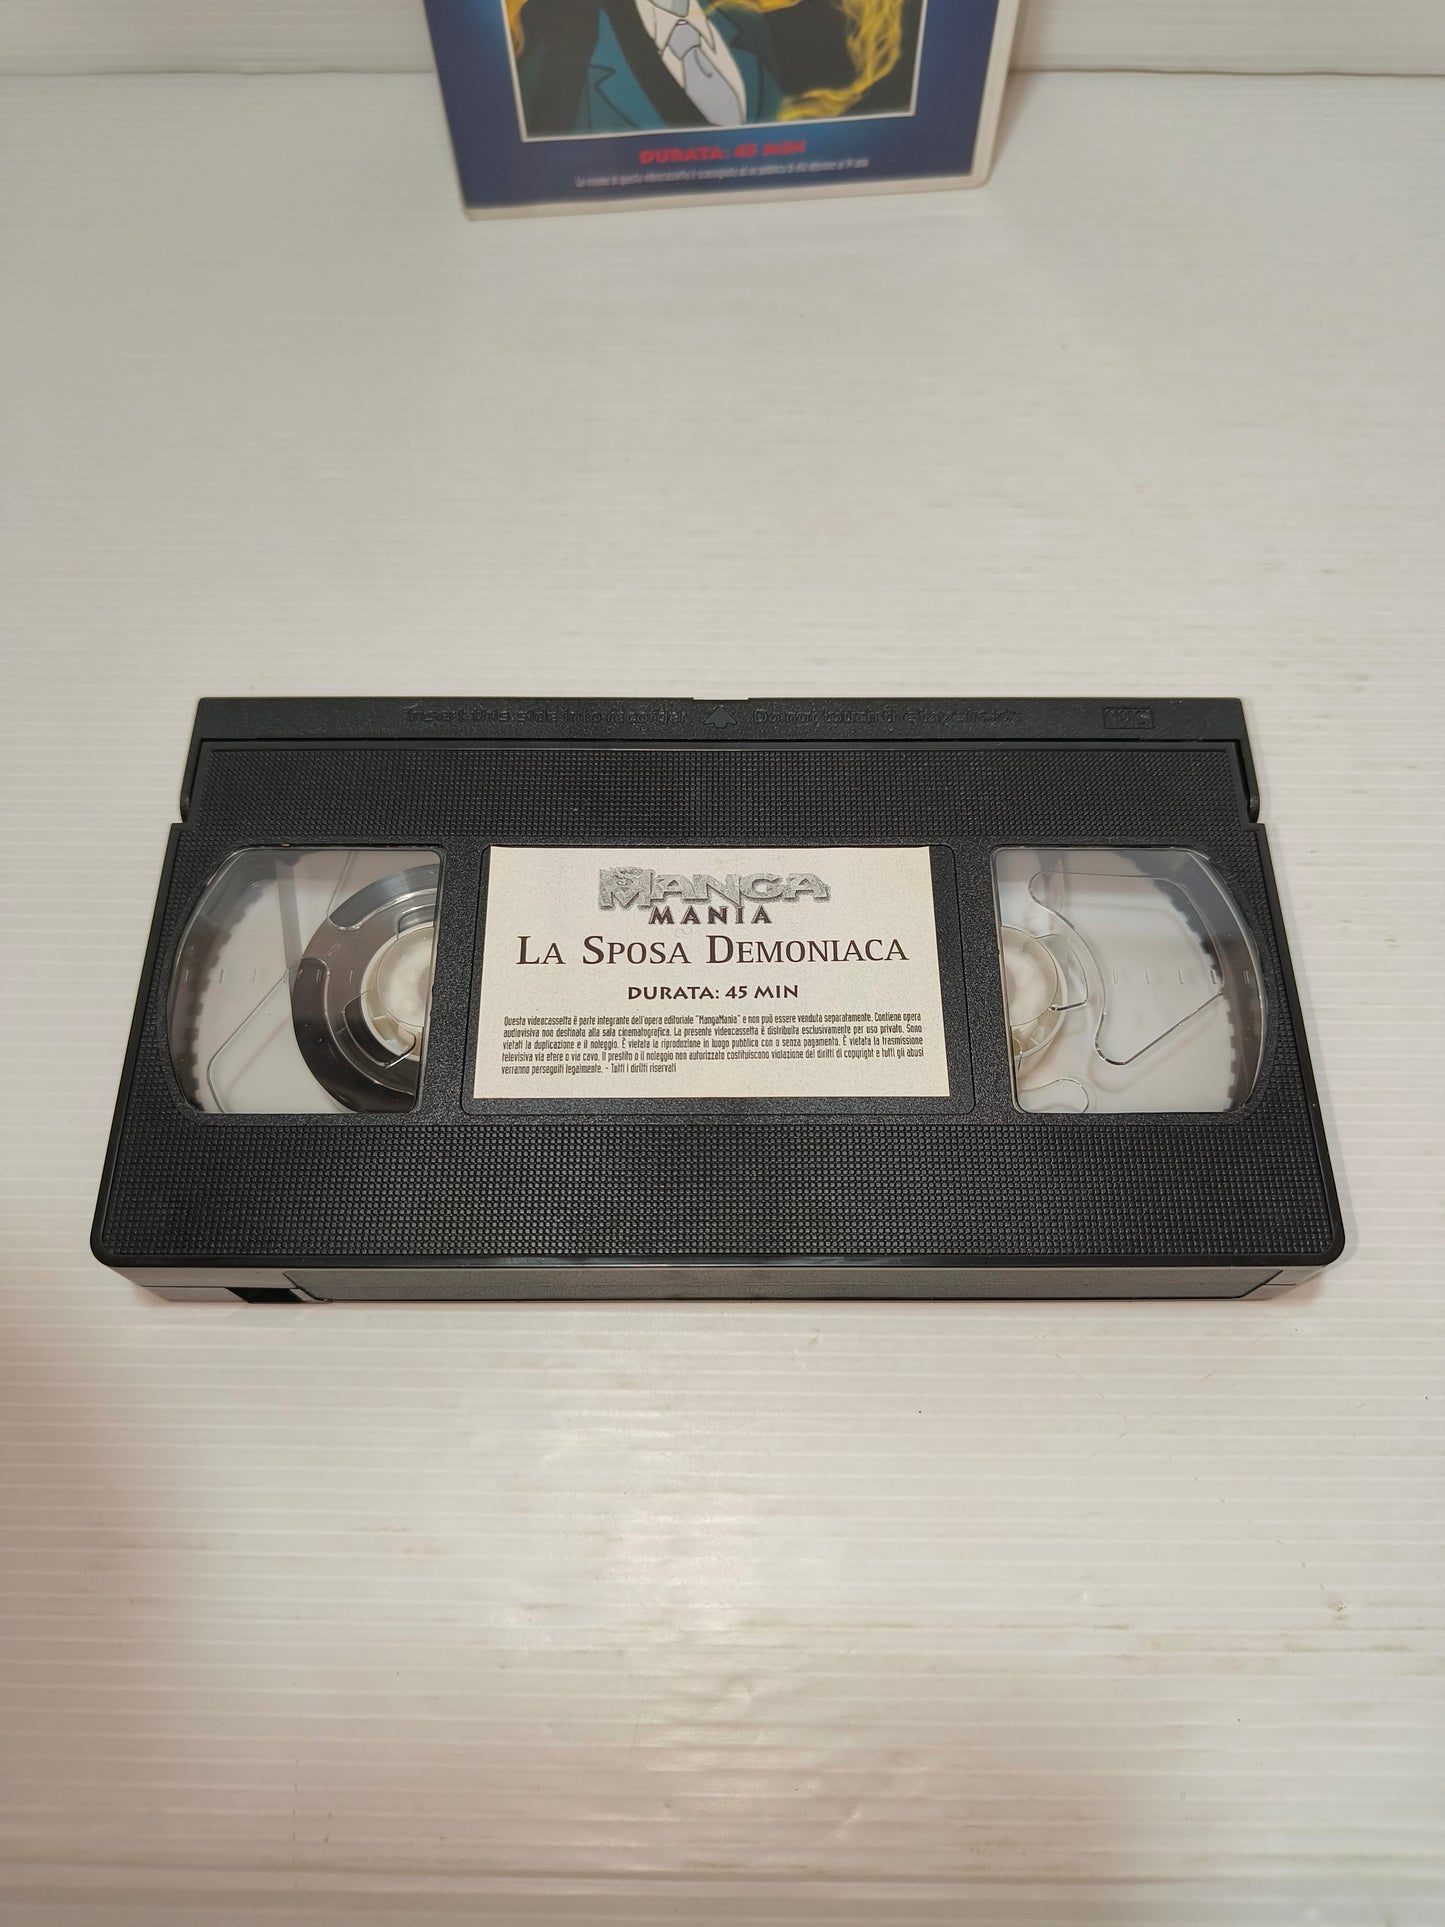 DURATA: 45 MIN
Insert this side into recorder Do not touch the tape inside VHS
MANGA
MANIA
LA SPOSA DEMONIACA
DURATA: 45 MIN
Questa videocassetta è parte integrante dell'opera editoriale "MangaMania" e non può essere venduta separatamente. Contiene opera
audiovisiva non destinata alla sala cinematografica. La presente videocassetta è distribuita esclusivamente per uso privato. Sono
vietati la duplicazione e il noleggio. È vietata la riproduzione in luogo pubblico con o senza pagamento. È vietata la trasmissione
televisiva via etere o via cavo. Il prestito o il noleggio non autorizzato costituiscono violazione dei diritti di copyright e tutti gli abusi
verranno perseguiti legalmente. - Tutti i diritti riservati